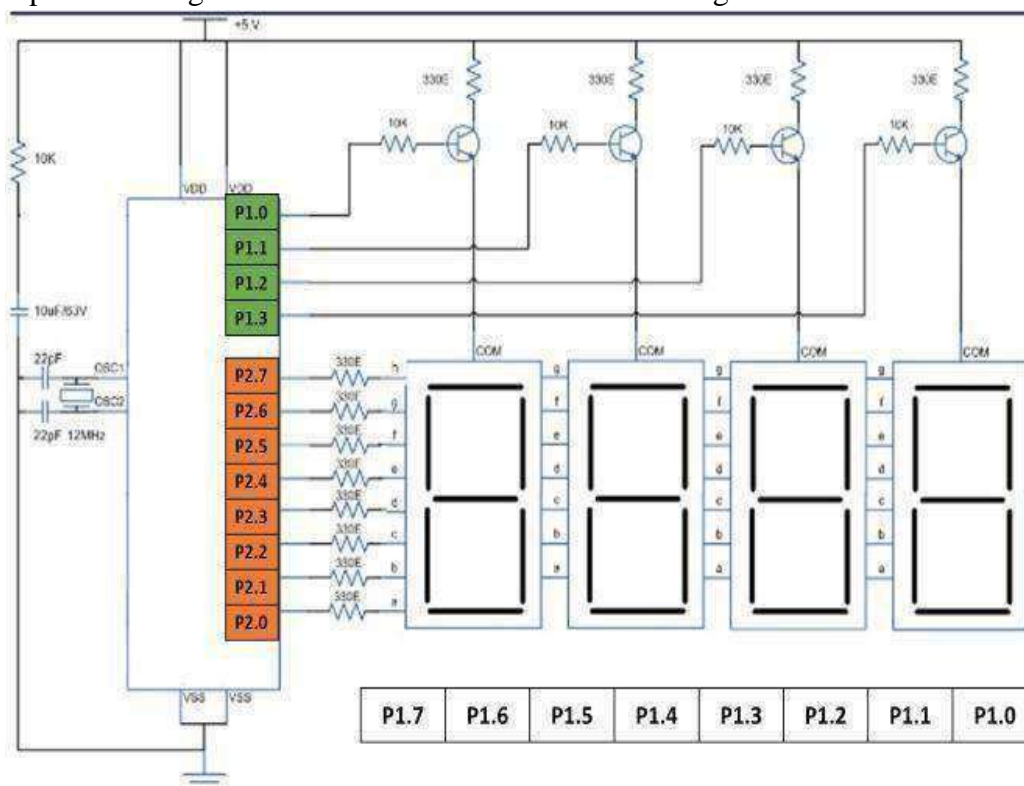 +5 V
330E 330E 330E 330E
10K 10K 10K 10K
10K
VDD VDD
P1.0
P1.1
P1.2
P1.3
10uF/63V
COM COM COM COM
22pF OSC1
P2.7 330E h g g g
OSC2
P2.6 330E g f f f
22pF 12MHz
P2.5 330E f e e e
P2.4 330E e d d d
P2.3 330E d c c c
P2.2 330E c b b b
P2.1 330E b a a a
P2.0 330E a
VSS VSS
P1.7 P1.6 P1.5 P1.4 P1.3 P1.2 P1.1 P1.0